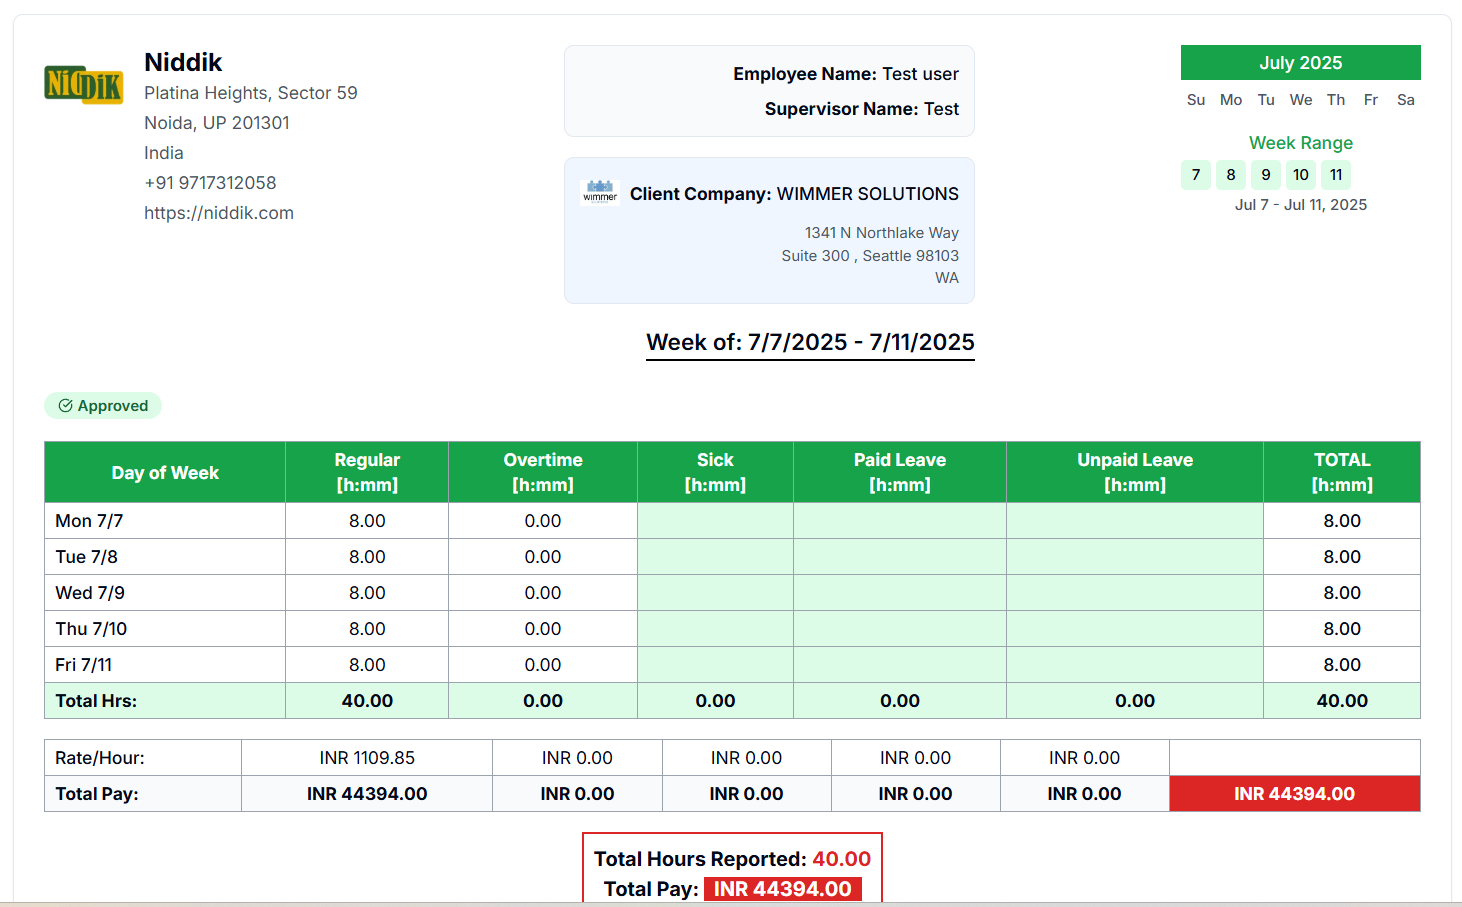 NiDDiK
Niddik
Platina Heights, Sector 59
Noida, UP 201301
India
+91 9717312058
https://niddik.com
Employee Name: Test user
Supervisor Name: Test
wimmer
Client Company: WIMMER SOLUTIONS
1341 N Northlake Way
Suite 300 , Seattle 98103
WA
Week of: 7/7/2025 - 7/11/2025
July 2025
Su Mo Tu We Th Fr Sa
Week Range
7 8 9 10 11
Jul 7 - Jul 11, 2025
Approved
Day of Week Regular [h:mm] Overtime [h:mm] Sick [h:mm] Paid Leave [h:mm] Unpaid Leave [h:mm] TOTAL [h:mm]
Mon 7/7 8.00 0.00 8.00
Tue 7/8 8.00 0.00 8.00
Wed 7/9 8.00 0.00 8.00
Thu 7/10 8.00 0.00 8.00
Fri 7/11 8.00 0.00 8.00
Total Hrs: 40.00 0.00 0.00 0.00 0.00 40.00
Rate/Hour: INR 1109.85 INR 0.00 INR 0.00 INR 0.00 INR 0.00
Total Pay: INR 44394.00 INR 0.00 INR 0.00 INR 0.00 INR 0.00 INR 44394.00
Total Hours Reported: 40.00
Total Pay: INR 44394.00